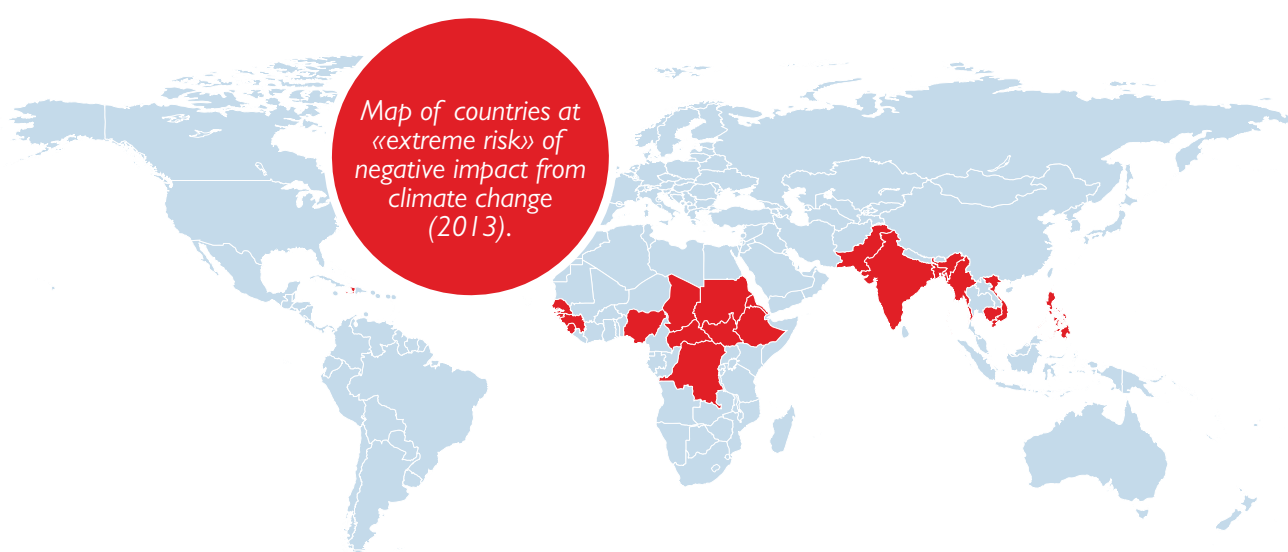 Map of countries at
«extreme risk» of
negative impact from
climate change
(2013).